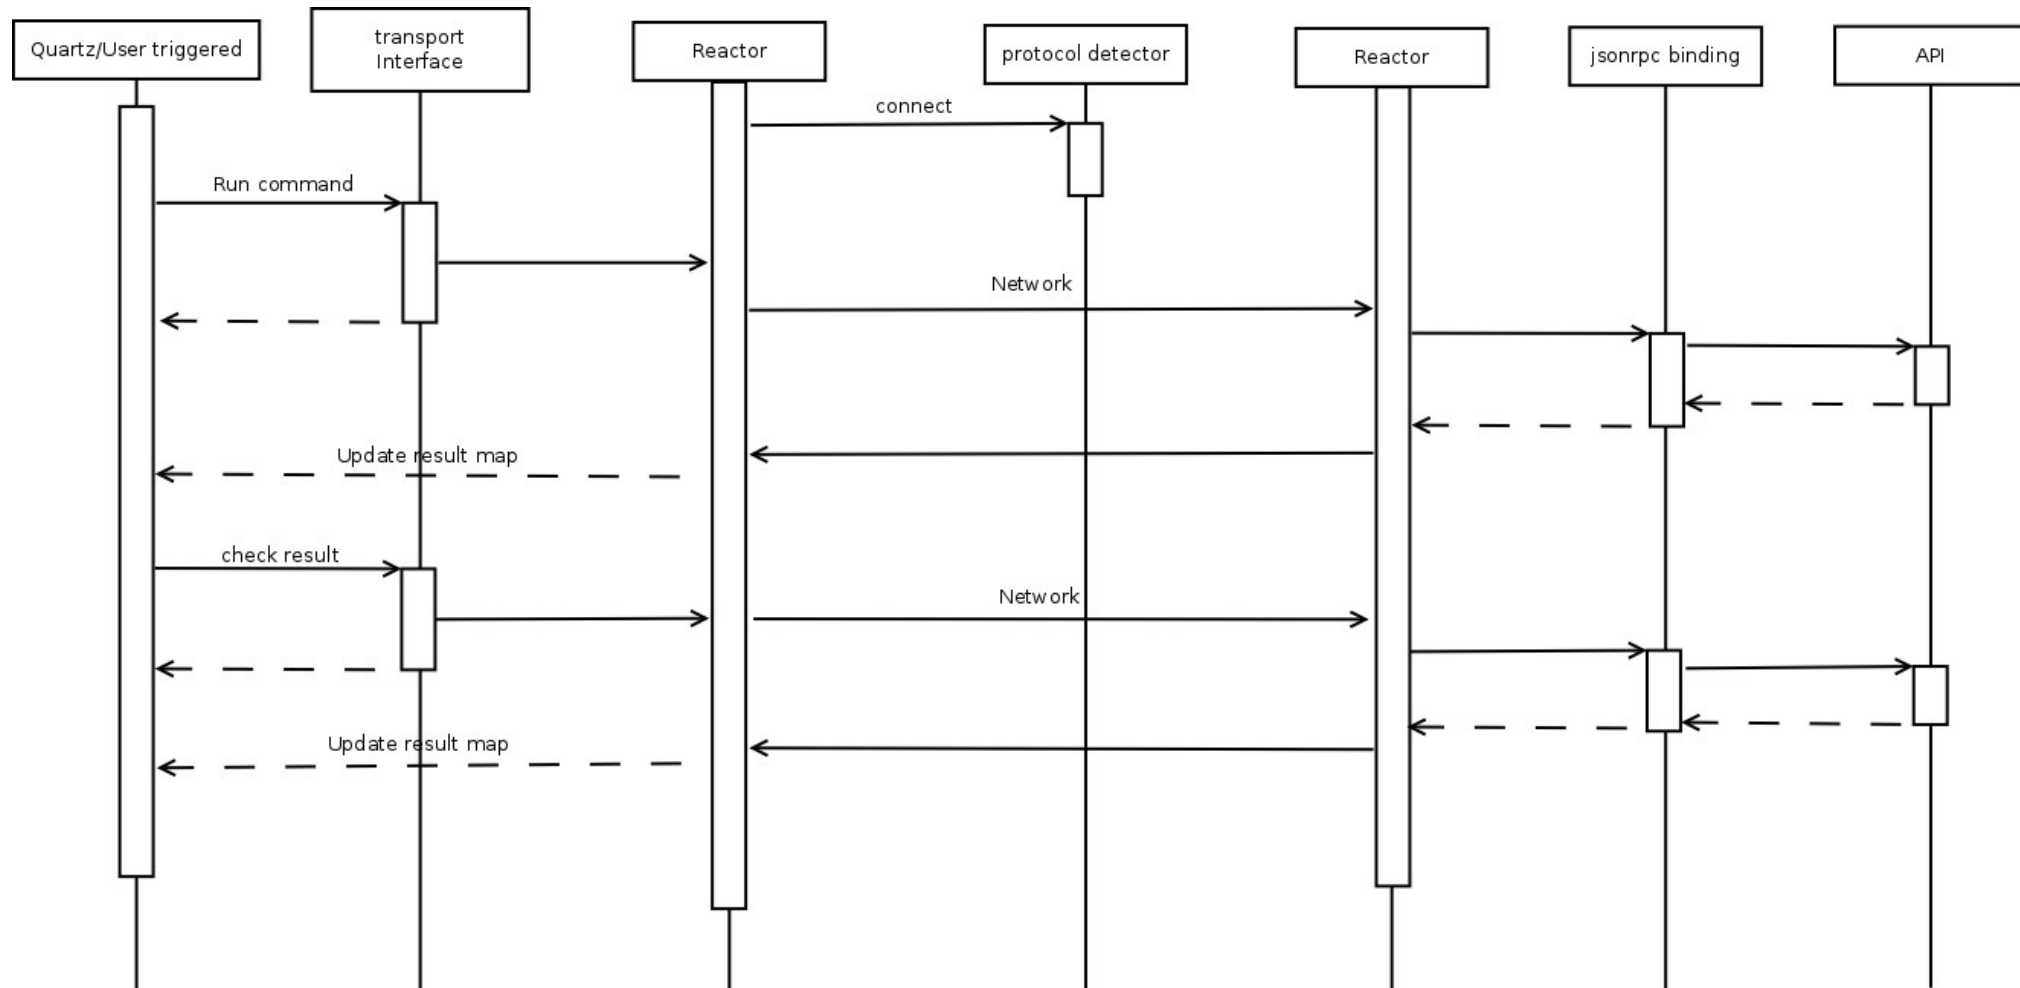 Quartz/User triggered
transport
Interface
Reactor
protocol detector
Reactor
jsonrpc binding
API
connect
Run command
Network
Update result map
check result
Network
Update result map